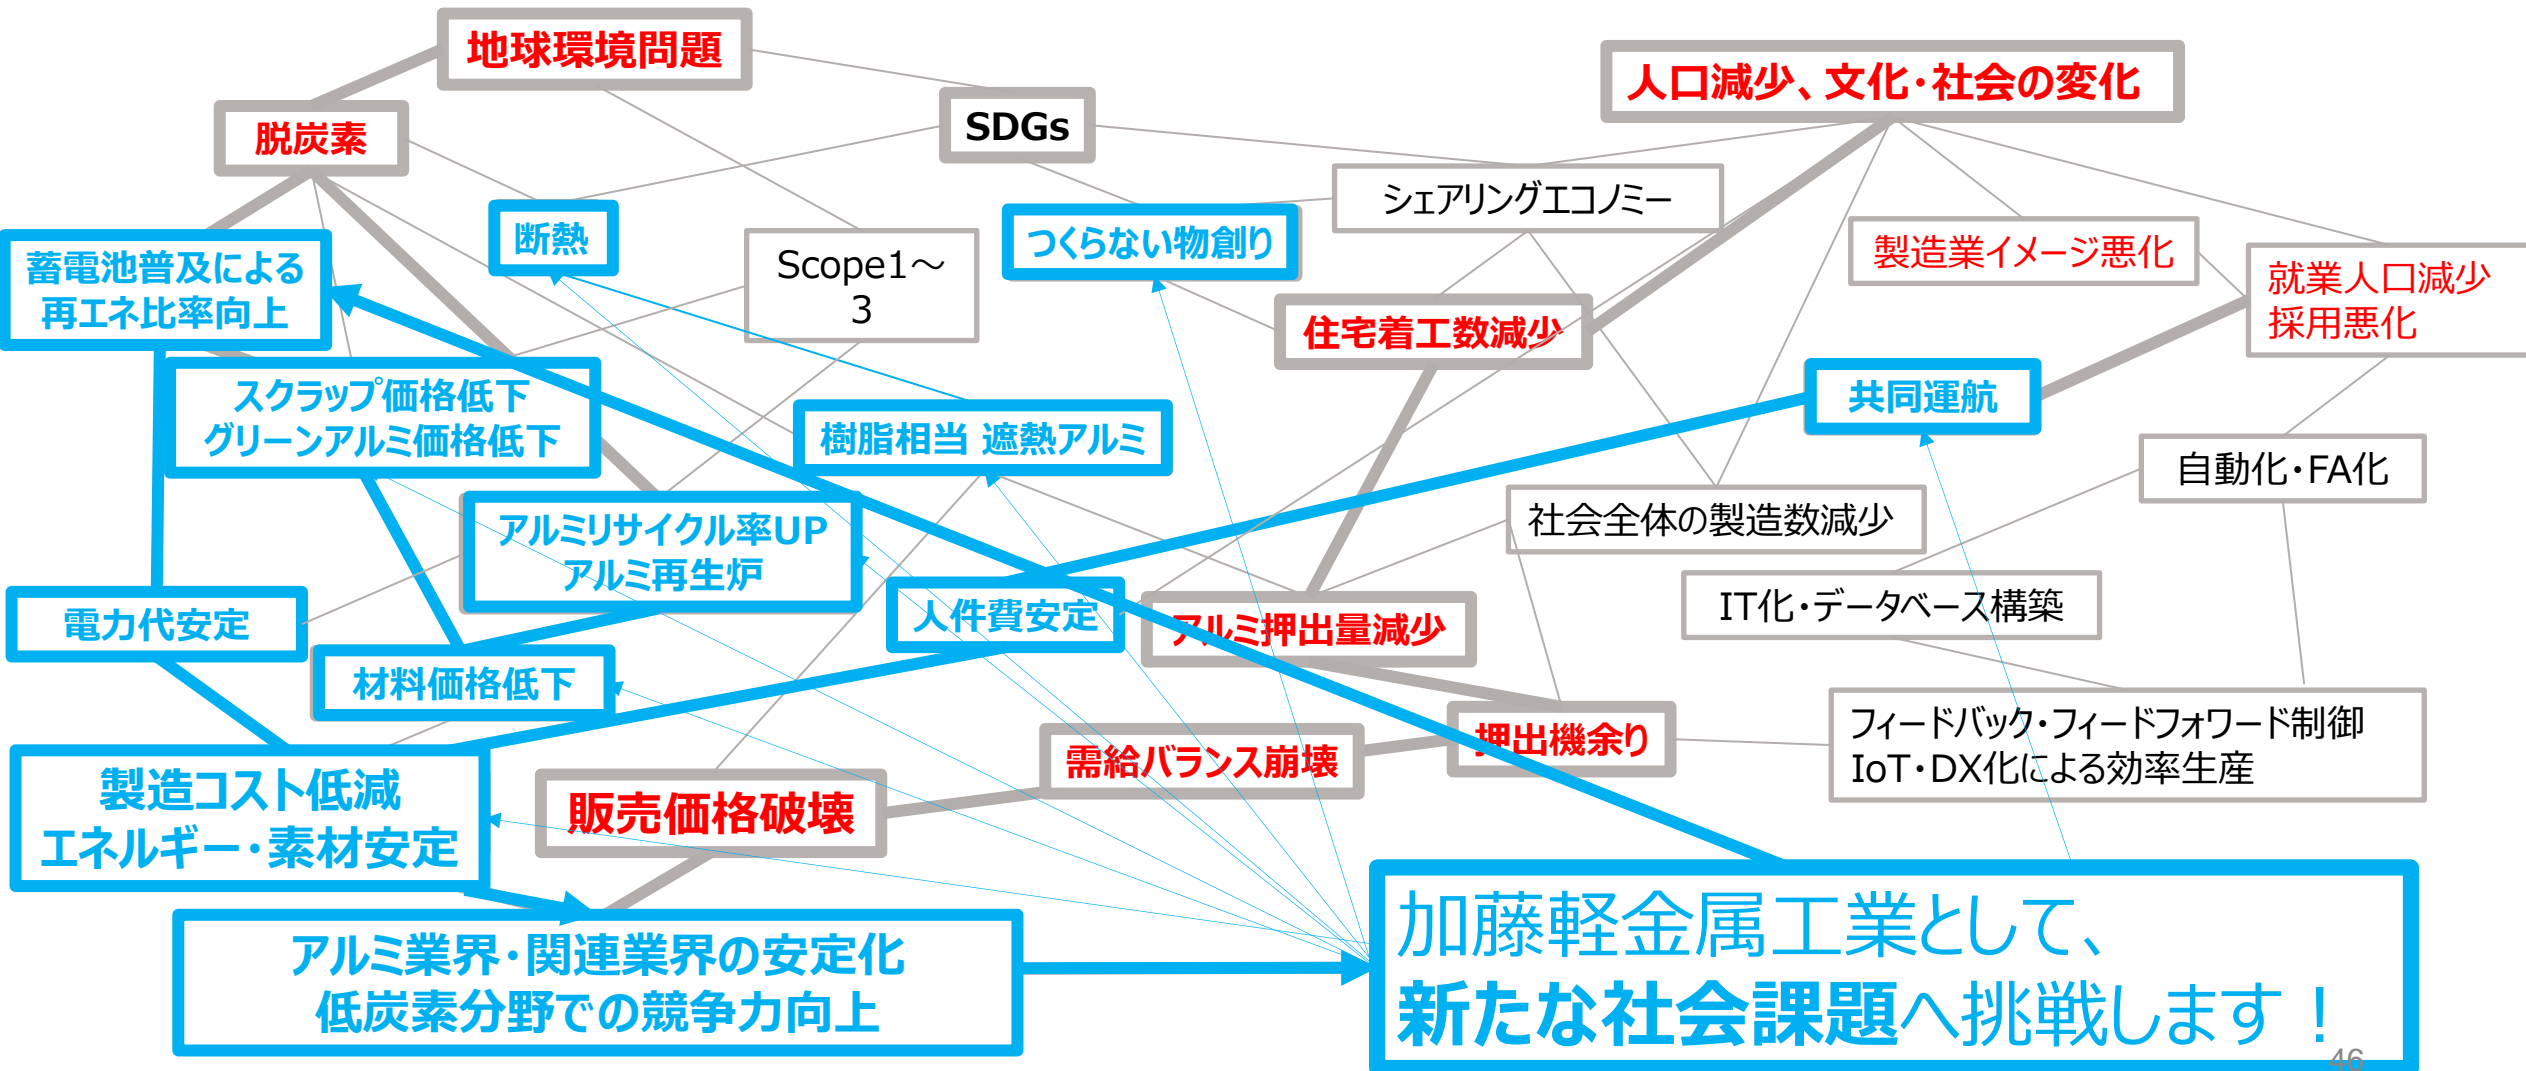 地球環境問題
人口減少、文化・社会の変化
脱炭素
SDGs
シェアリングエコノミー
断熱
つくらない物創り
製造業イメージ悪化
蓄電池普及による
再エネ比率向上
Scope1～
3
就業人口減少
採用悪化
住宅着工数減少
スクラップ価格低下
グリーンアルミ価格低下
共同運航
樹脂相当 遮熱アルミ
自動化・FA化
アルミリサイクル率UP
アルミ再生炉
社会全体の製造数減少
電力代安定
人件費安定
アルミ押出量減少
IT化・データベース構築
材料価格低下
フィードバック・フィードフォワード制御
IoT・DX化による効率生産
需給バランス崩壊
押出機余り
製造コスト低減
エネルギー・素材安定
販売価格破壊
アルミ業界・関連業界の安定化
低炭素分野での競争力向上
加藤軽金属工業として、
新たな社会課題へ挑戦します！
46